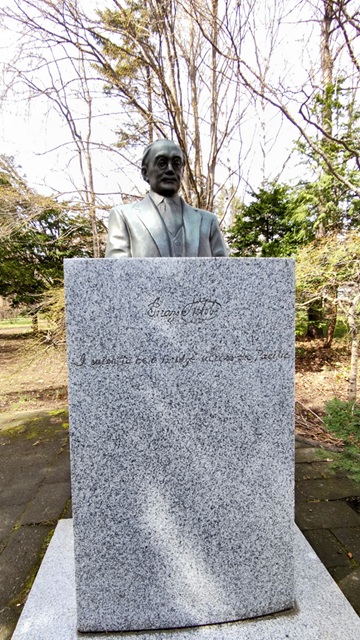 Inazo Nitobe
I wish to be a bridge across the Pacific